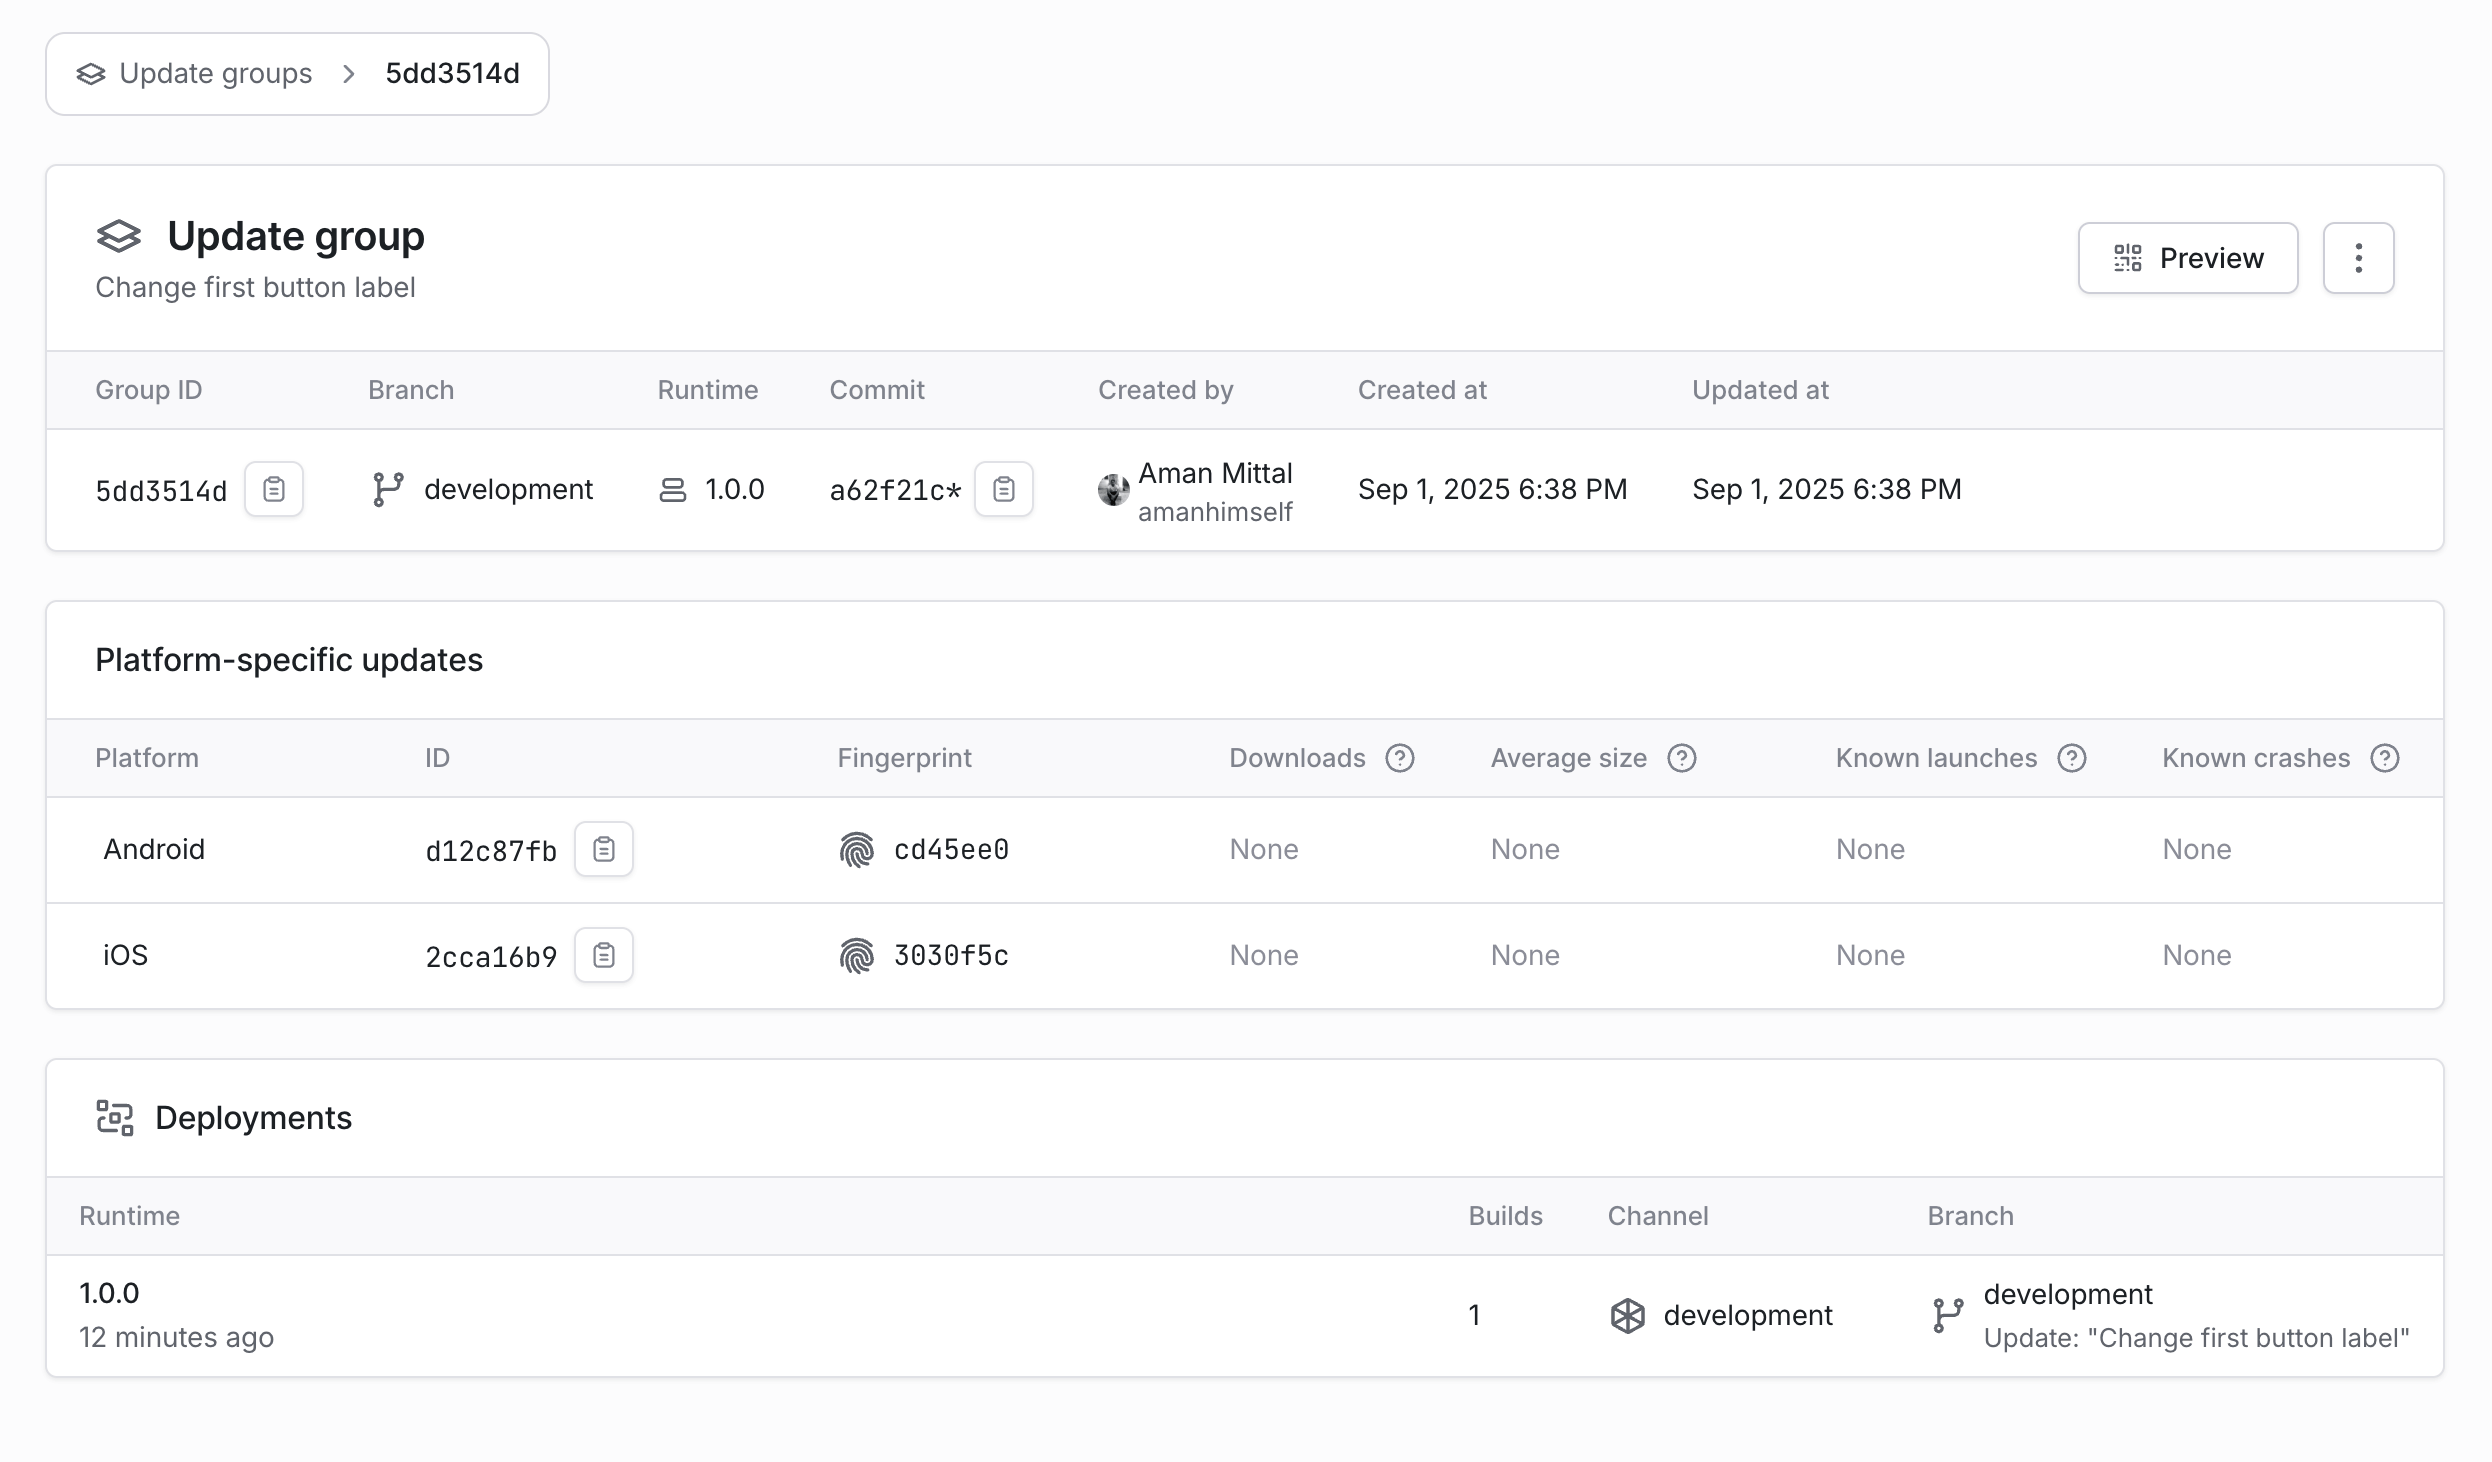 Update groups > 5dd3514d
Update group
Change first button label
Preview
Group ID Branch Runtime Commit Created by Created at Updated at
5dd3514d development 1.0.0 a62f21c* Aman Mittal Sep 1, 2025 6:38 PM Sep 1, 2025 6:38 PM
amanhimself
Platform-specific updates
Platform ID Fingerprint Downloads ? Average size ? Known launches ? Known crashes ?
Android d12c87fb cd45ee0 None None None None
iOS 2cca16b9 3030f5c None None None None
Deployments
Runtime Builds Channel Branch
1.0.0 1 development development
12 minutes ago Update: "Change first button label"